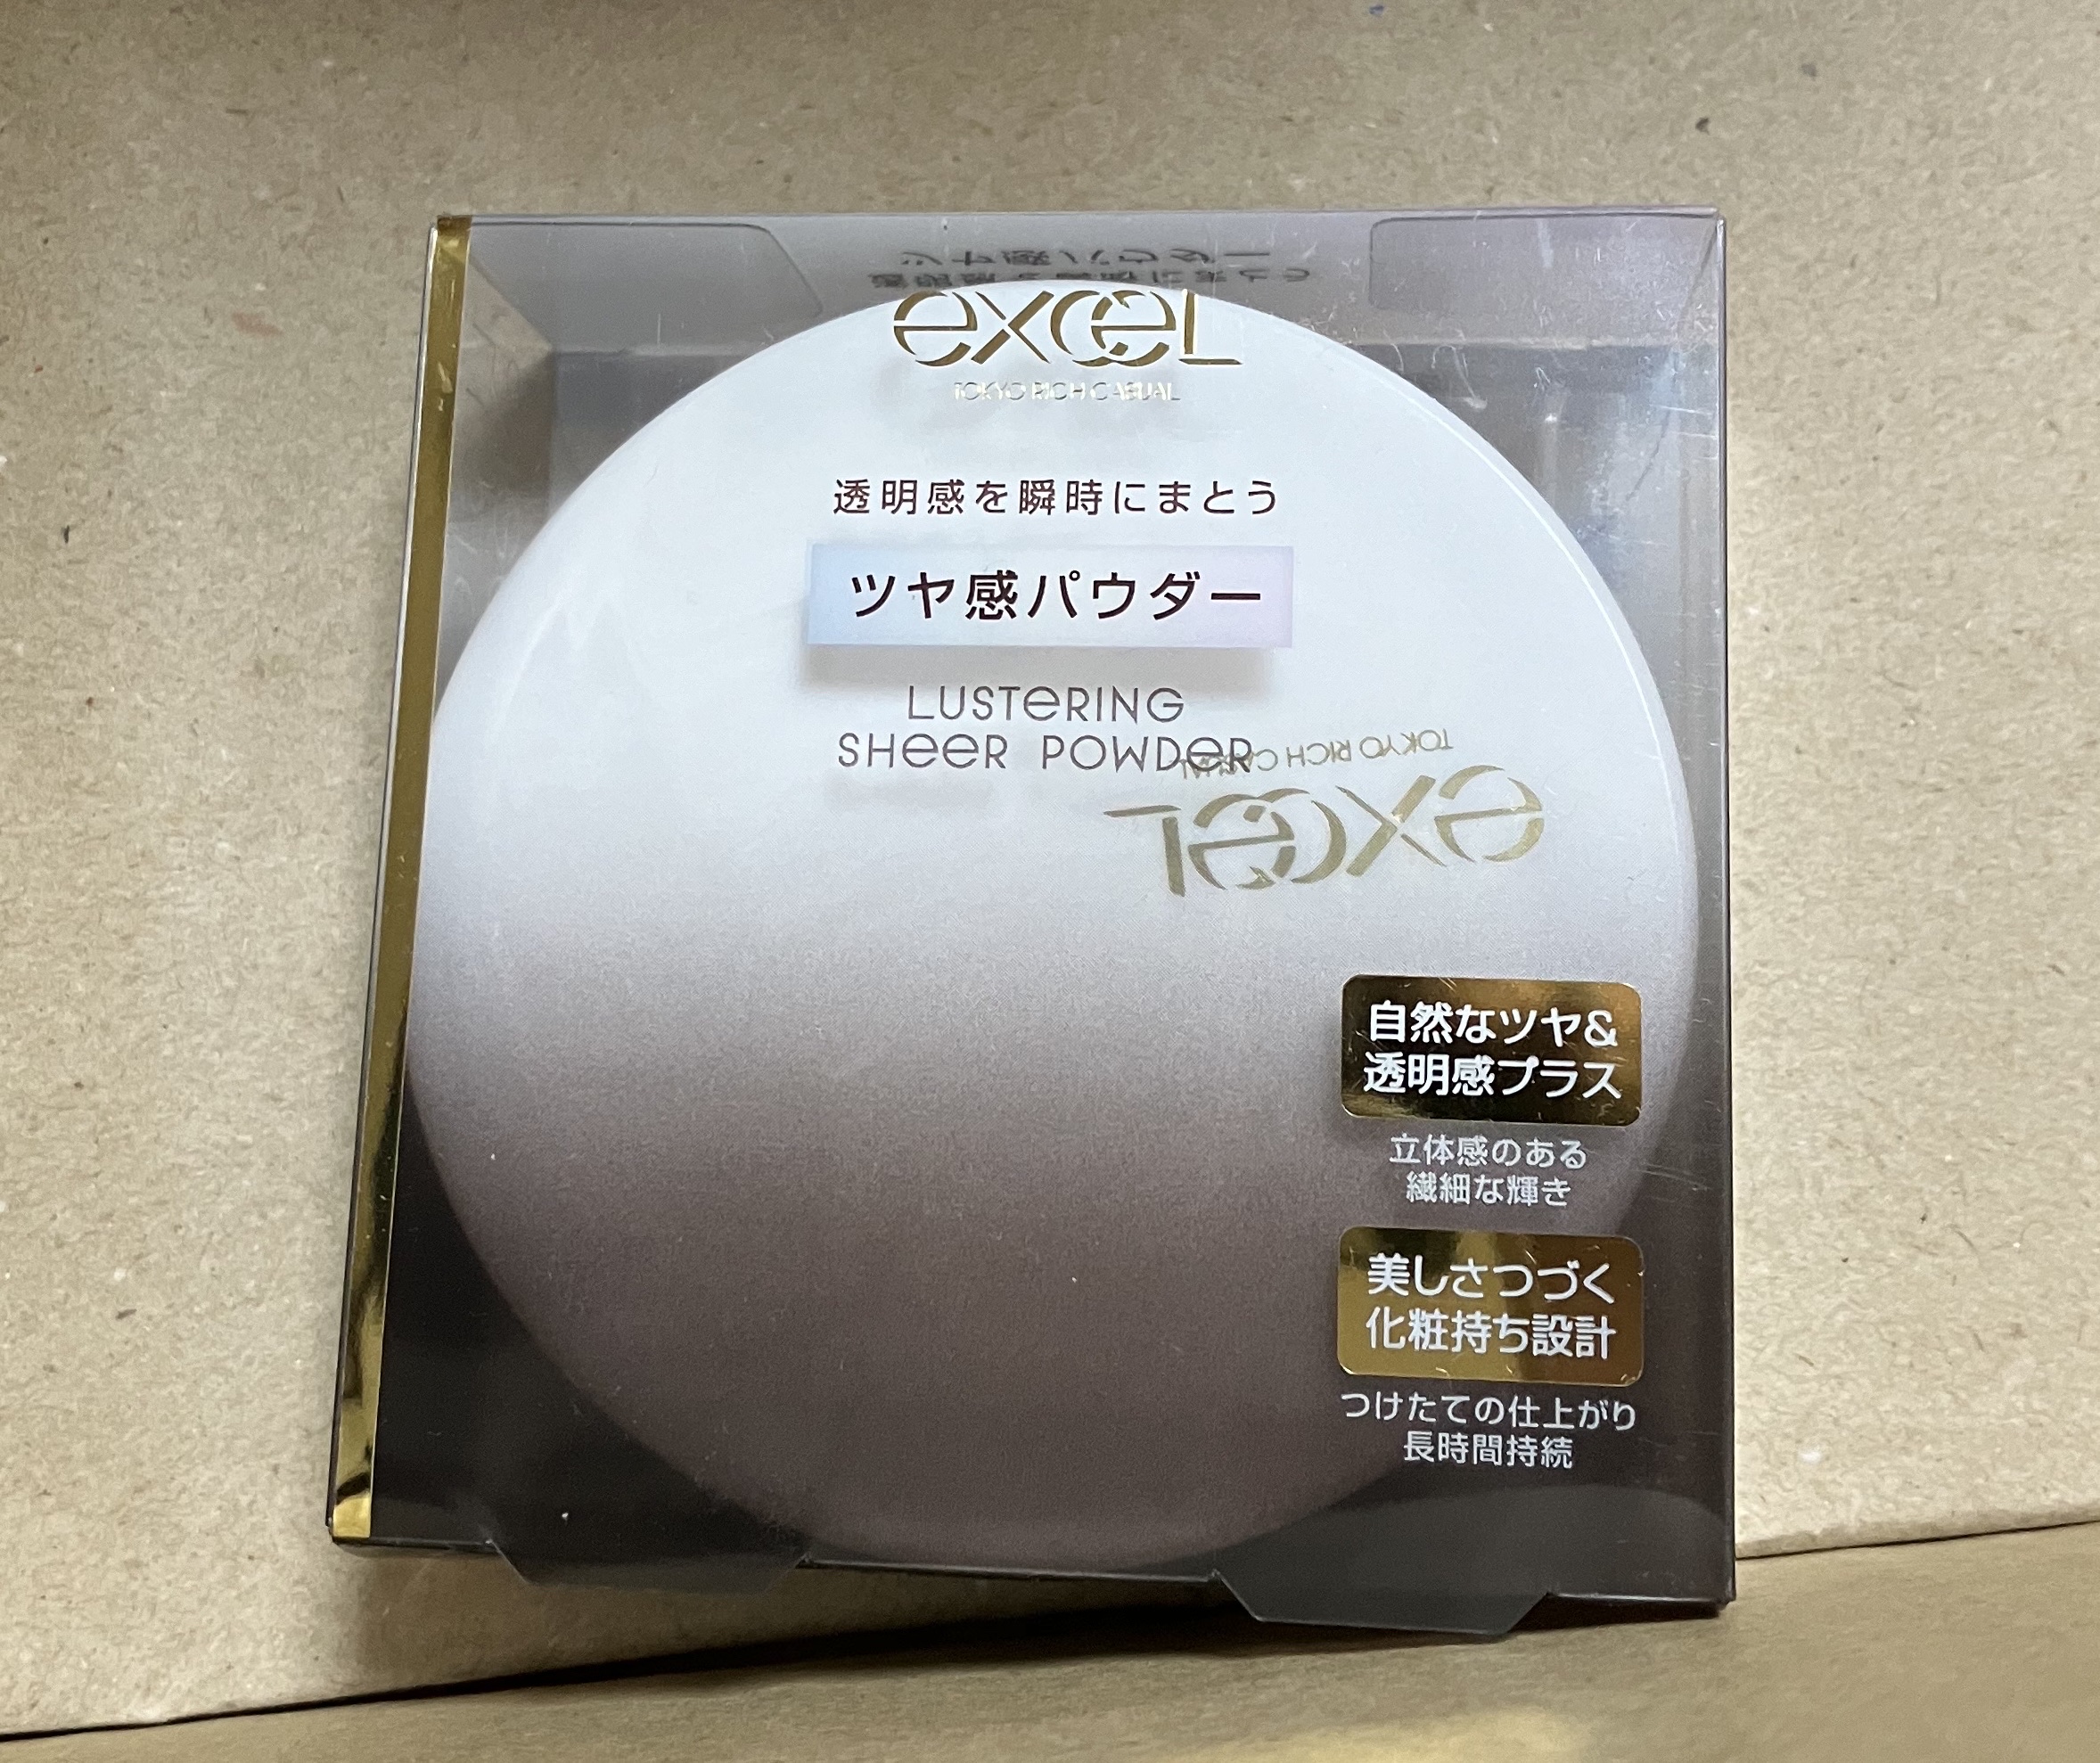 excel
TOKYO RICH CASUAL
透明感を瞬時にまとう
ツヤ感パウダー
LUSTERING
SHEER POWDER
TOKYO RICH CASUAL
excel
自然なツヤ&
透明感プラス
立体感のある
繊細な輝き
美しさつづく
化粧持ち設計
つけたての仕上がり
長時間持続